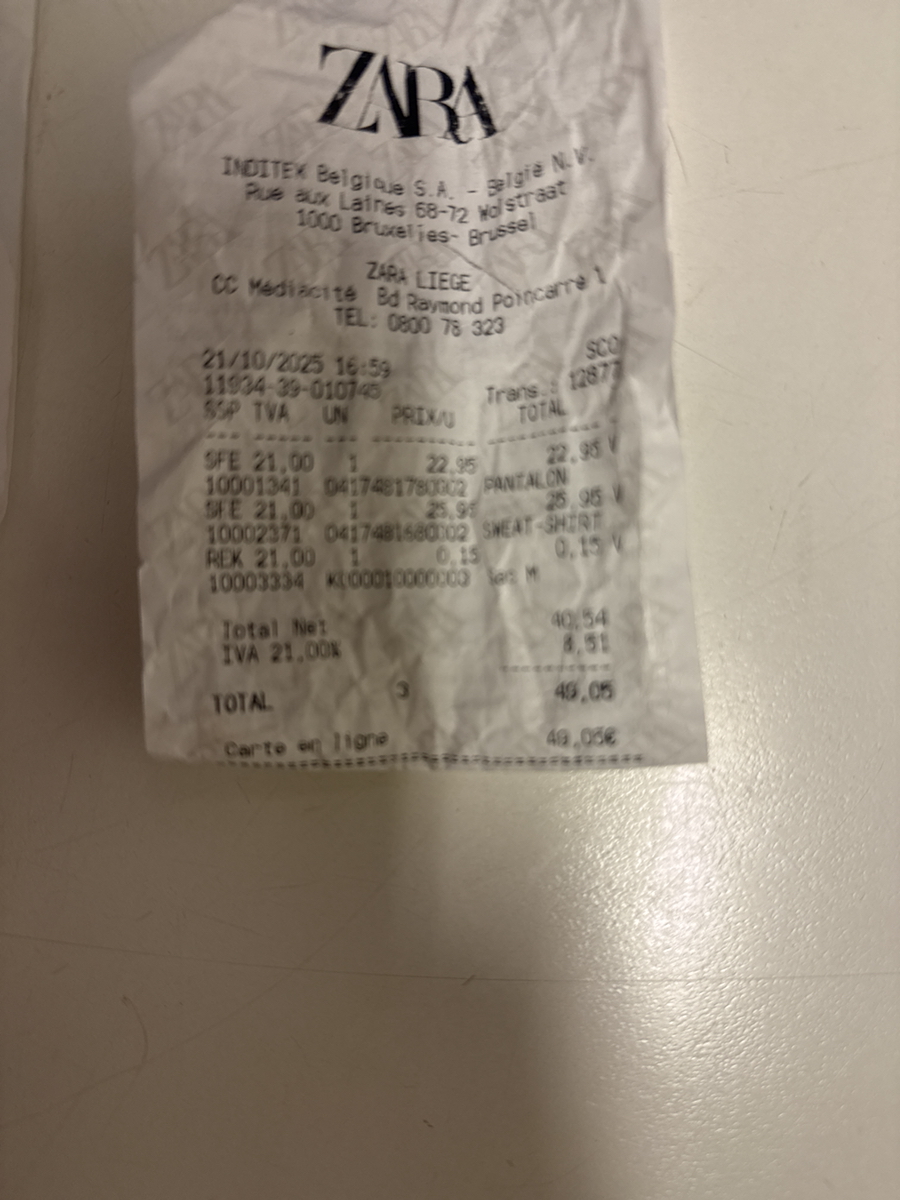 ZARA
INDITEX Belgique S.A. - België N.V.
Rue aux Laines 68-72 Wolstraat
1000 Bruxelles- Brussel
ZARA LIEGE
CC Médiacité Bd Raymond Poincarré 1
TEL: 0800 78 323
SCO
21/10/2025 16:59
11934-39-010745 Trans.: 12877
SSP TVA UN PRIX/U TOTAL
--- ----- --- --------- -----------
SFE 21,00 1 22.95 22,95 V
10001341 0417481780002 PANTALON
SFE 21,00 1 25,95 25,95 V
10002371 0417481680002 SWEAT-SHIRT
REK 21,00 1 0,15 0,15 V
10003334 Sac M
Total Net 40,54
IVA 21,00% 8,51
-----------
TOTAL 3 49,05
Carte en ligne 49,05€